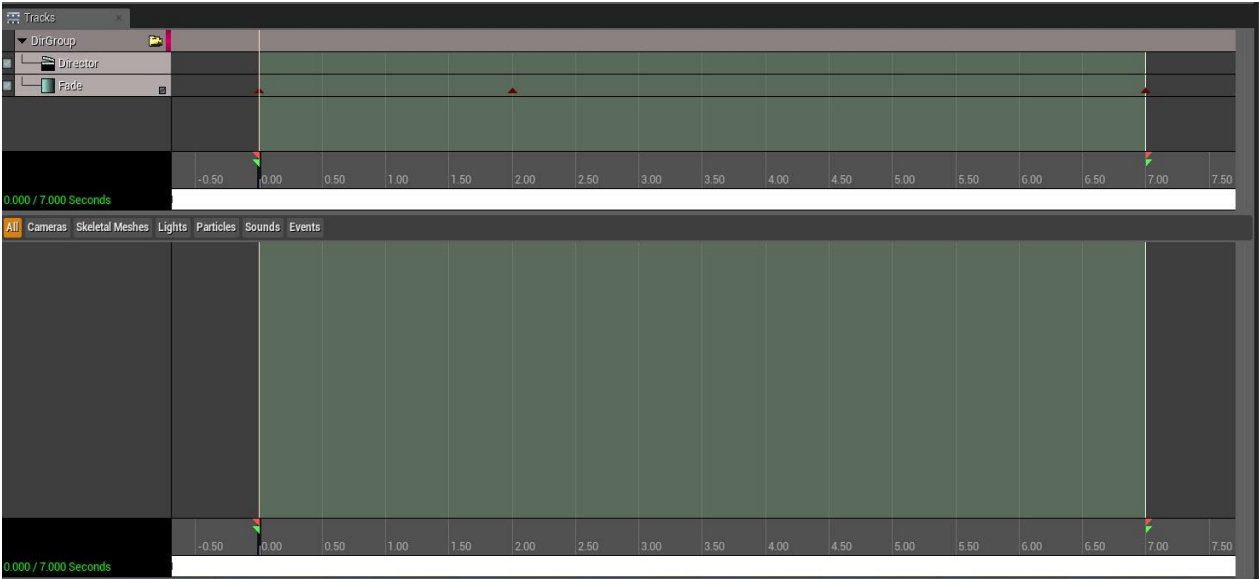 Tracks
DirGroup
Director
Fade
-0.50 0.00 0.50 1.00 1.50 2.00 2.50 3.00 3.50 4.00 4.50 5.00 5.50 6.00 6.50 7.00 7.50
0.000 / 7.000 Seconds
All Cameras Skeletal Meshes Lights Particles Sounds Events
-0.50 0.00 0.50 1.00 1.50 2.00 2.50 3.00 3.50 4.00 4.50 5.00 5.50 6.00 6.50 7.00 7.50
0.000 / 7.000 Seconds